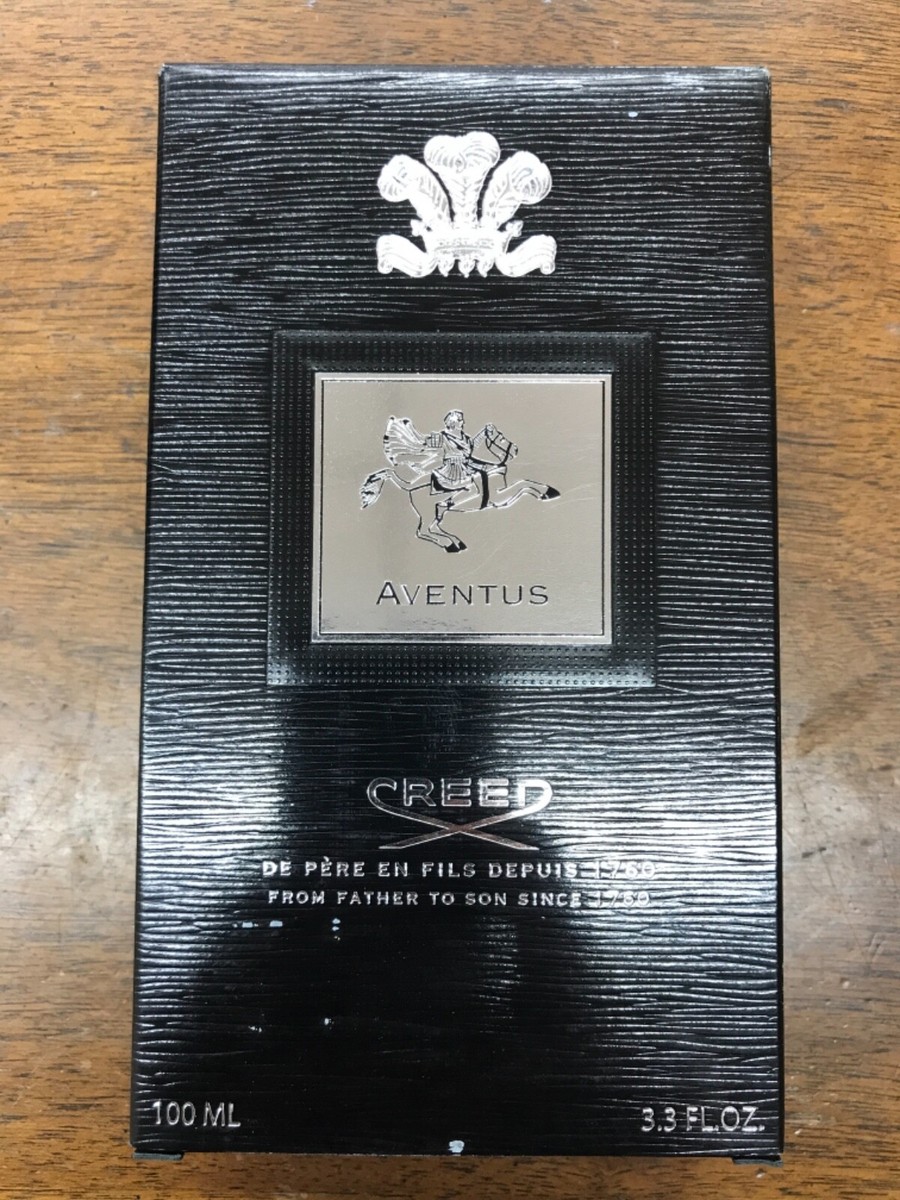 AVENTUS
CREED
DE PÈRE EN FILS DEPUIS 1760
FROM FATHER TO SON SINCE 1760
100 ML
3.3 FL.OZ.